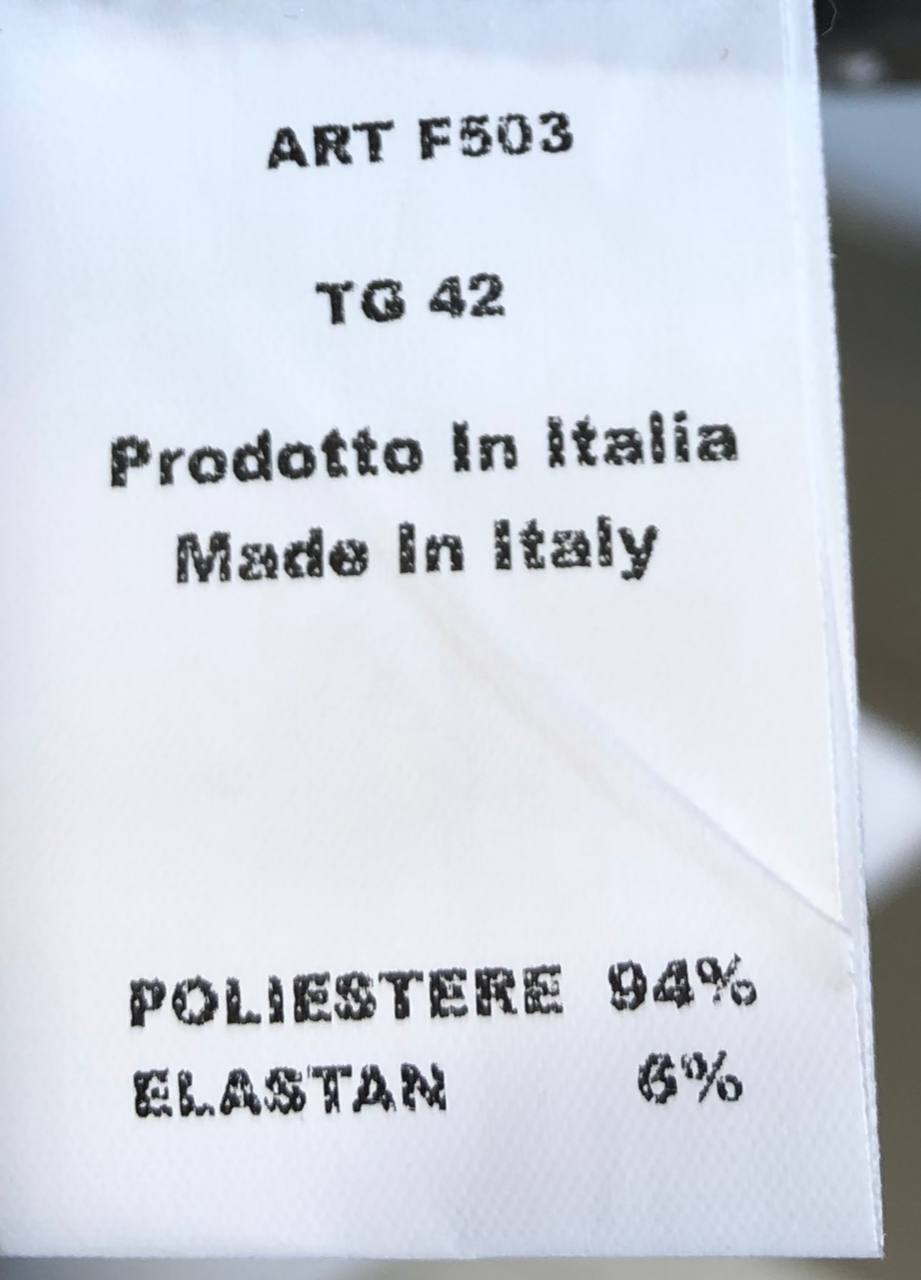 ART F503
TG 42
Prodotto In Italia
Made In Italy
POLIESTERE 94%
ELASTAN 6%